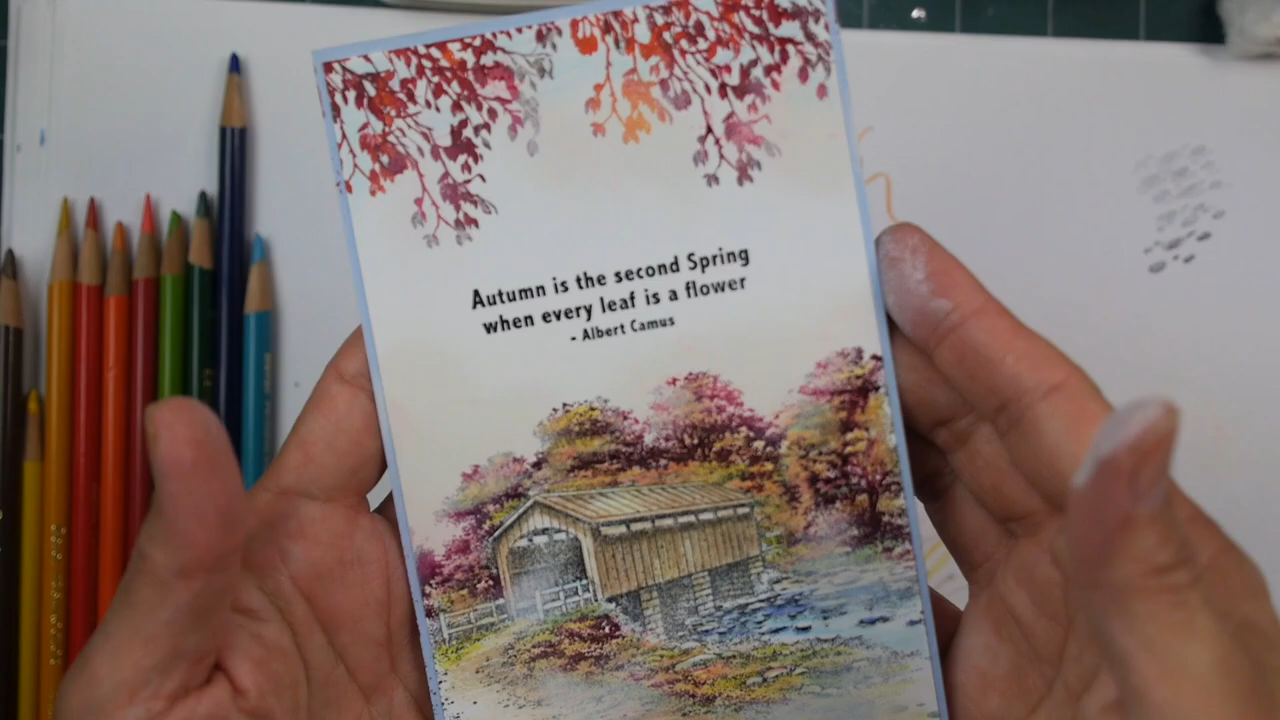 Autumn is the second Spring
when every leaf is a flower
- Albert Camus